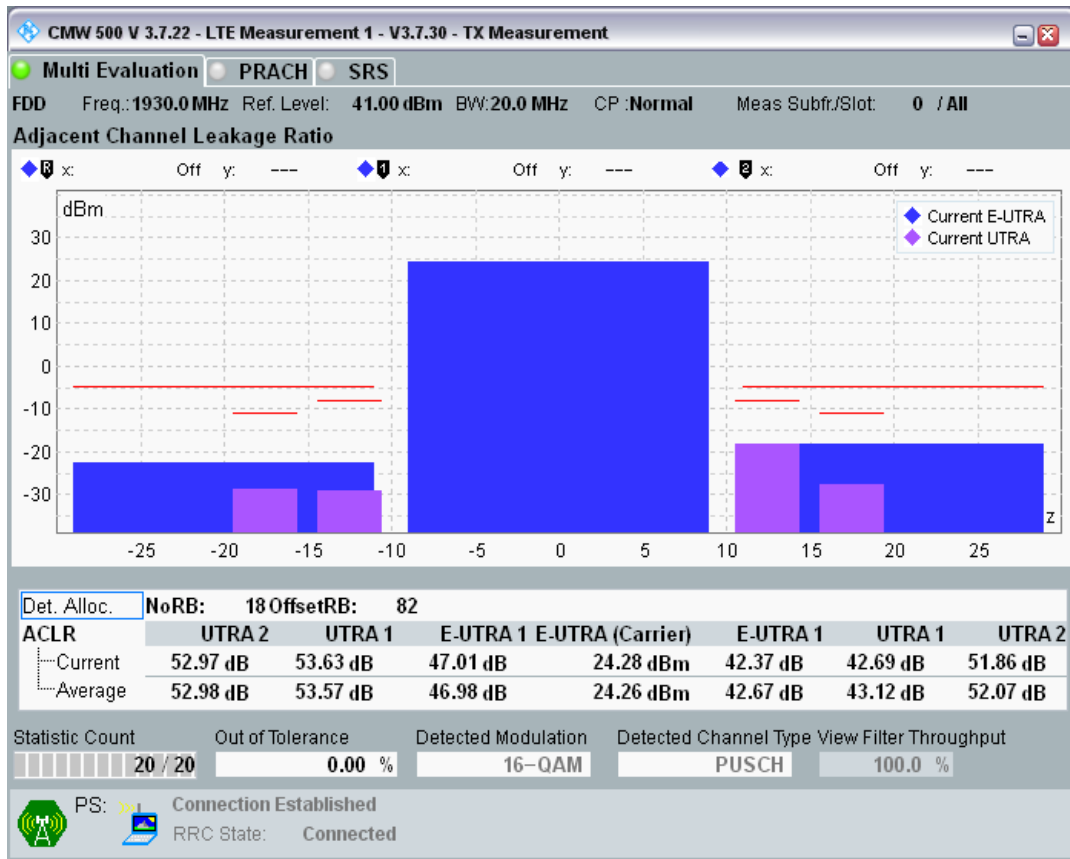 CMW 500 V 3.7.22 - LTE Measurement 1 - V3.7.30 - TX Measurement
Multi Evaluation PRACH SRS
FDD Freq.: 1930.0 MHz Ref. Level: 41.00 dBm BW: 20.0 MHz CP :Normal Meas Subfr./Slot: 0 / All
Adjacent Channel Leakage Ratio
R x: Off y: --- 1 x: Off y: --- 2 x: Off y: ---
dBm
Current E-UTRA
Current UTRA
30
20
10
0
-10
-20
-30
z
-25 -20 -15 -10 -5 0 5 10 15 20 25
Det. Alloc. NoRB: 18 OffsetRB: 82
ACLR UTRA 2 UTRA 1 E-UTRA 1 E-UTRA (Carrier) E-UTRA 1 UTRA 1 UTRA 2
Current 52.97 dB 53.63 dB 47.01 dB 24.28 dBm 42.37 dB 42.69 dB 51.86 dB
Average 52.98 dB 53.57 dB 46.98 dB 24.26 dBm 42.67 dB 43.12 dB 52.07 dB
Statistic Count Out of Tolerance Detected Modulation Detected Channel Type View Filter Throughput
20 / 20 0.00 % 16-QAM PUSCH 100.0 %
PS: Connection Established
RRC State: Connected